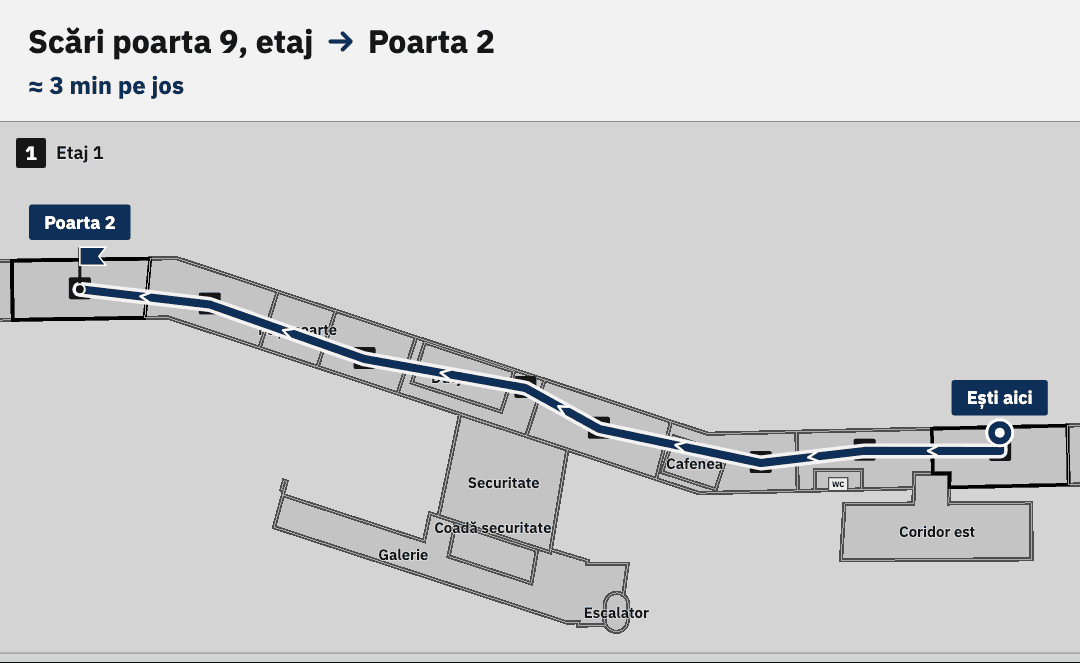 Scări poarta 9, etaj → Poarta 2
≈ 3 min pe jos
1 Etaj 1
Poarta 2
Ești aici
Cafenea
wc
Securitate
Coadă securitate
Coridor est
Galerie
Escalator